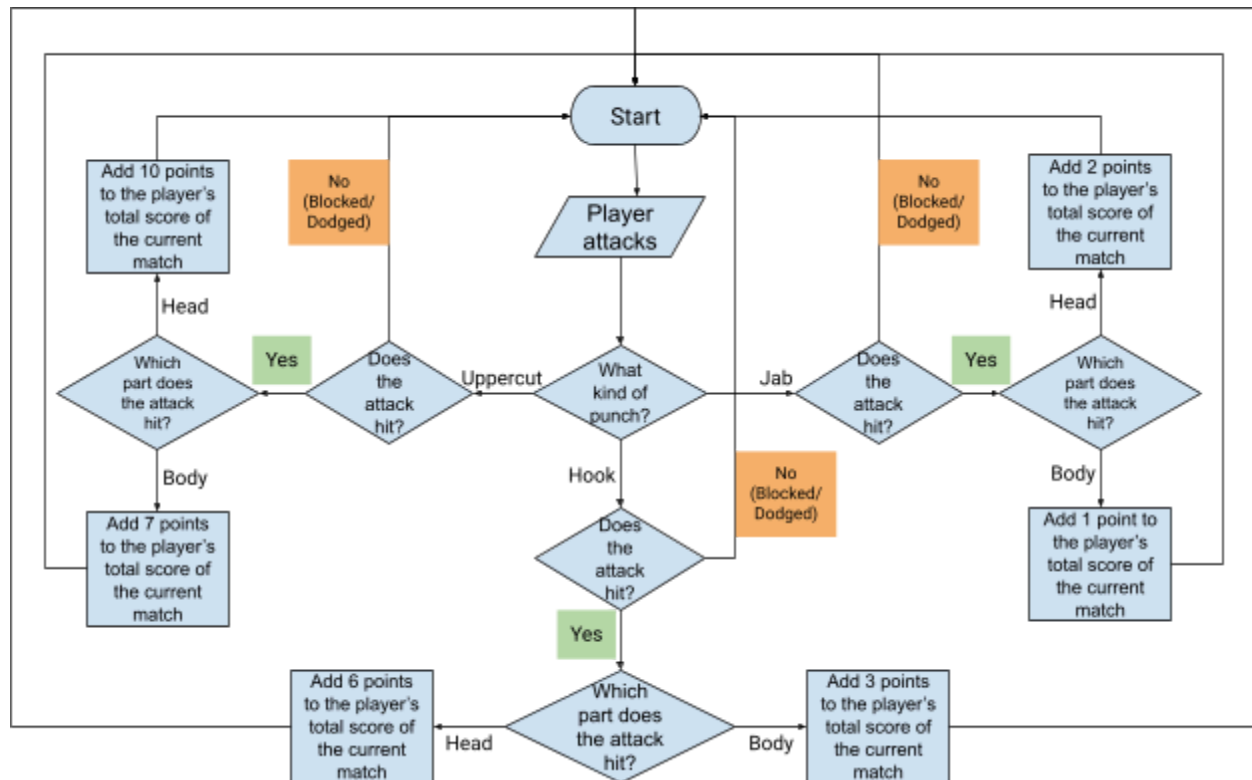 Start
Player
attacks
What
kind of
punch?
Uppercut
Does
the
attack
hit?
No
(Blocked/
Dodged)
Yes
Which
part does
the attack
hit?
Head
Add 10 points
to the player's
total score of
the current
match
Body
Add 7 points
to the player's
total score of
the current
match
Jab
Does
the
attack
hit?
No
(Blocked/
Dodged)
Yes
Which
part does
the attack
hit?
Head
Add 2 points
to the player's
total score of
the current
match
Body
Add 1 point to
the player's
total score of
the current
match
Hook
Does
the
attack
hit?
No
(Blocked/
Dodged)
Yes
Which
part does
the attack
hit?
Head
Add 6 points
to the player's
total score of
the current
match
Body
Add 3 points
to the player's
total score of
the current
match